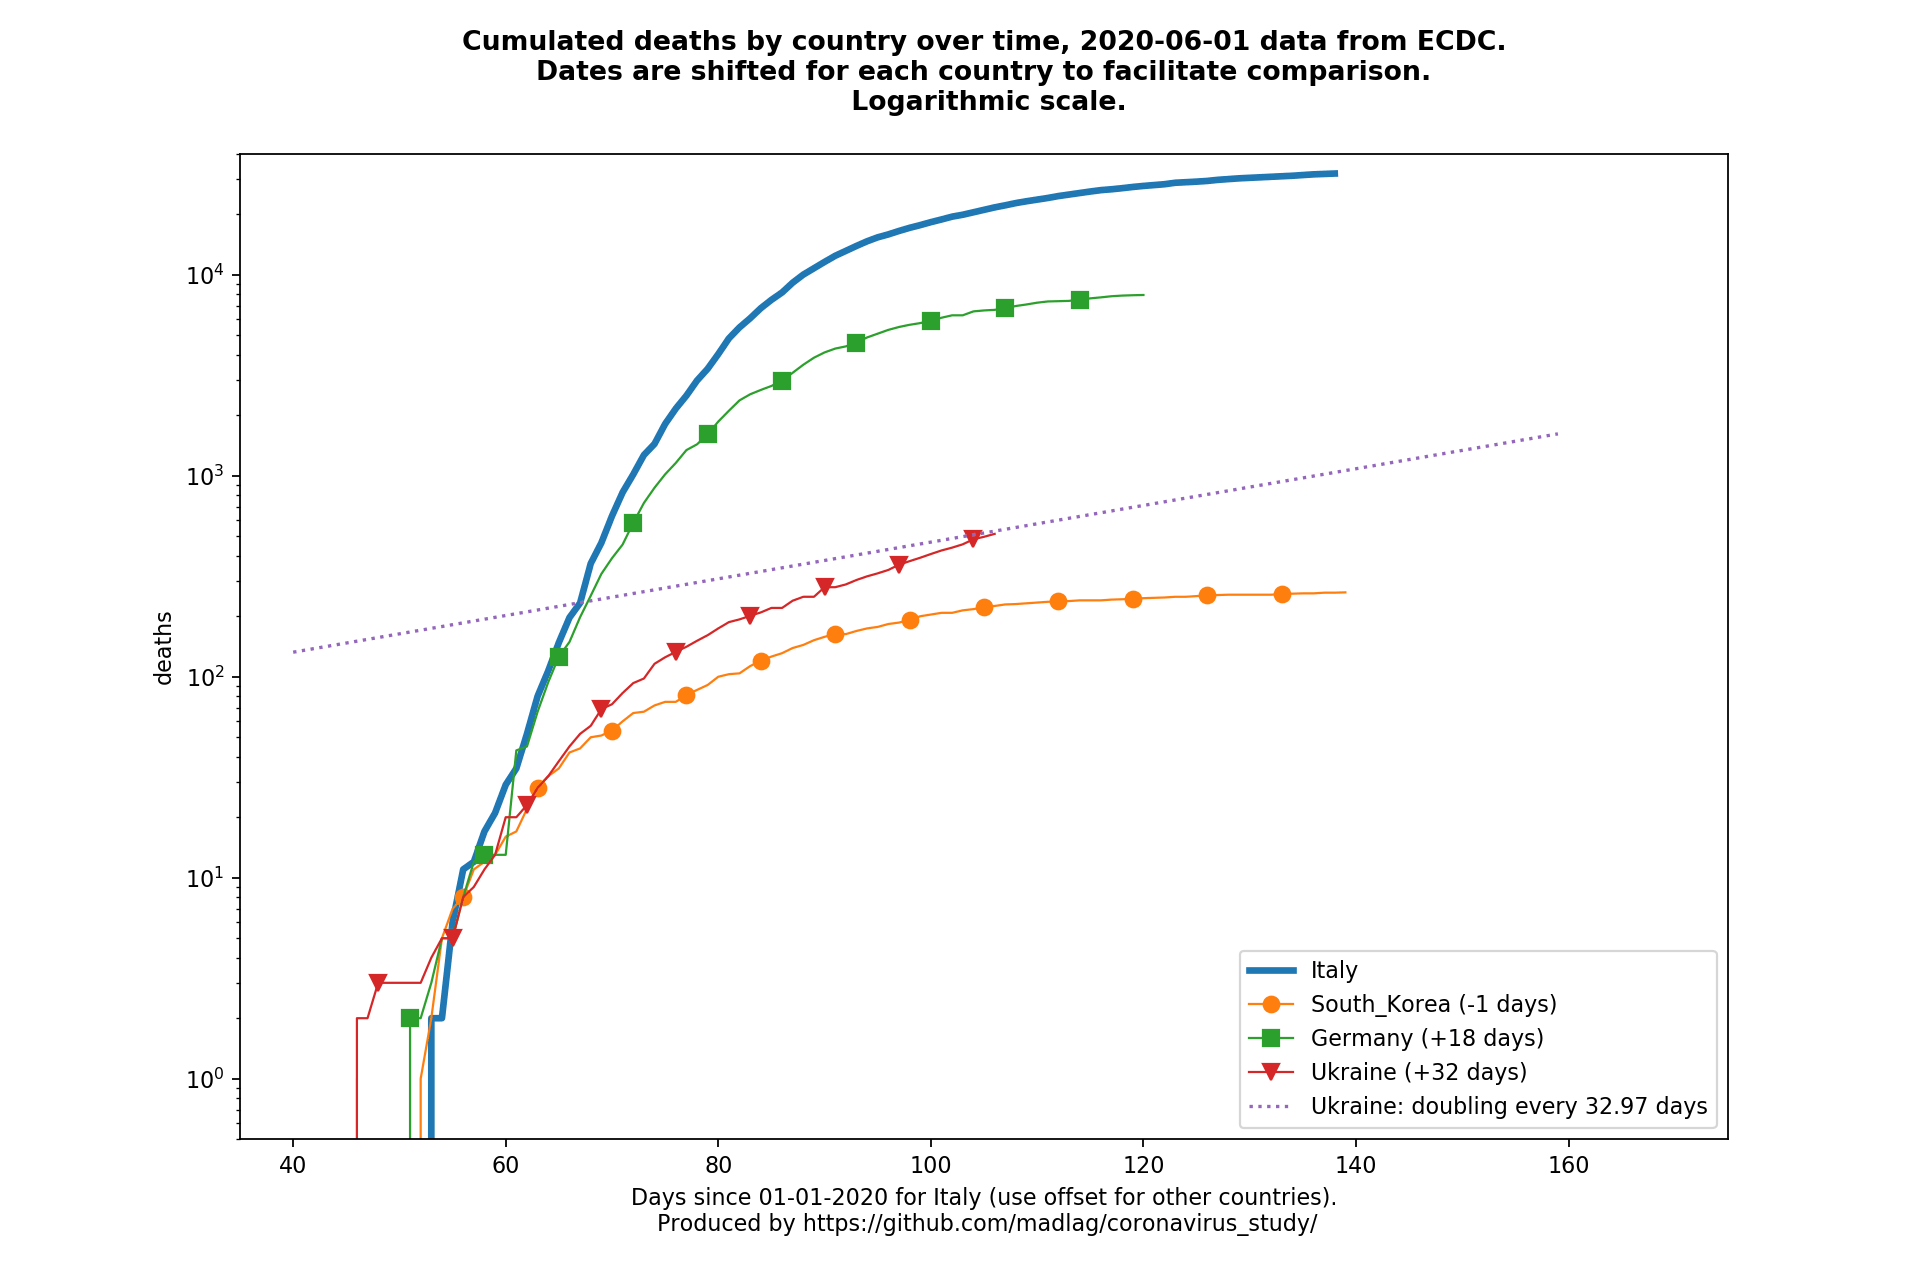 Cumulated deaths by country over time, 2020-06-01 data from ECDC.
Dates are shifted for each country to facilitate comparison.
Logarithmic scale.
10⁴
10³
10²
10¹
10⁰
deaths
Italy
South_Korea (-1 days)
Germany (+18 days)
Ukraine (+32 days)
Ukraine: doubling every 32.97 days
40 60 80 100 120 140 160
Days since 01-01-2020 for Italy (use offset for other countries).
Produced by https://github.com/madlag/coronavirus_study/